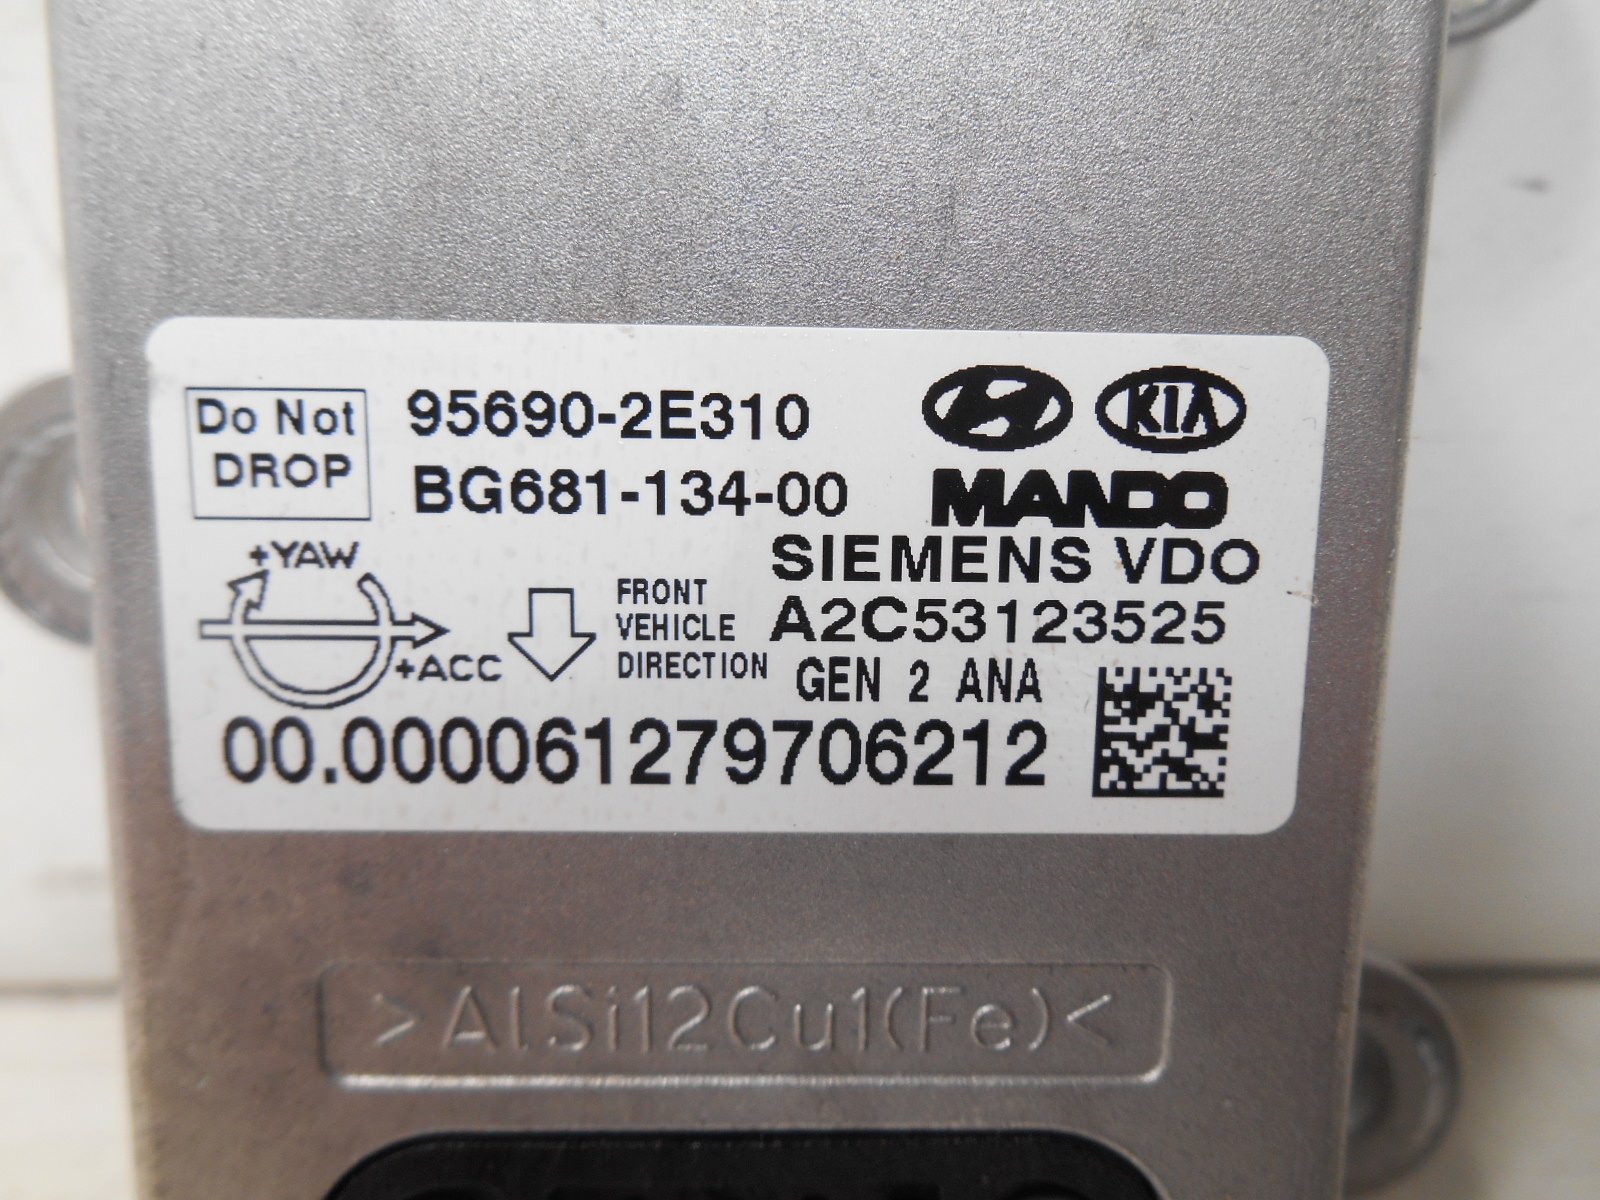 Do Not
DROP
95690-2E310
BG681-134-00
KIA
MANDO
SIEMENS VDO
A2C53123525
GEN 2 ANA
+YAW
+ACC
FRONT
VEHICLE
DIRECTION
00.000061279706212
>AlSi12Cu1(Fe)<